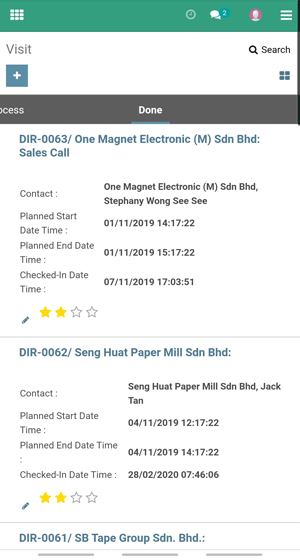 2
Visit
Search
+
ocess
Done
DIR-0063/ One Magnet Electronic (M) Sdn Bhd:
Sales Call
Contact :
One Magnet Electronic (M) Sdn Bhd,
Stephany Wong See See
Planned Start
Date Time :
01/11/2019 14:17:22
Planned End Date
Time :
01/11/2019 15:17:22
Checked-In Date
Time :
07/11/2019 17:03:51
DIR-0062/ Seng Huat Paper Mill Sdn Bhd:
Contact :
Seng Huat Paper Mill Sdn Bhd, Jack
Tan
Planned Start Date
Time :
04/11/2019 12:17:22
Planned End Date Time
:
04/11/2019 14:17:22
Checked-In Date Time :
28/02/2020 07:46:06
DIR-0061/ SB Tape Group Sdn. Bhd.: